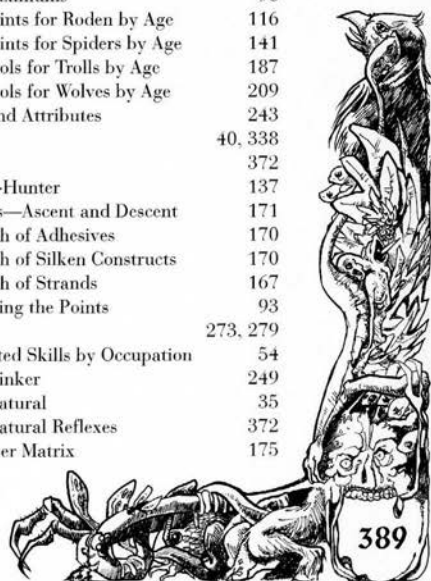 ints for Roden by Age 116
ints for Spiders by Age 141
ols for Trolls by Age 187
ols for Wolves by Age 209
nd Attributes 243
40, 338
372
-Hunter 137
s—Ascent and Descent 171
h of Adhesives 170
h of Silken Constructs 170
h of Strands 167
ing the Points 93
273, 279
ted Skills by Occupation 54
inker 249
atural 35
atural Reflexes 372
er Matrix 175
389